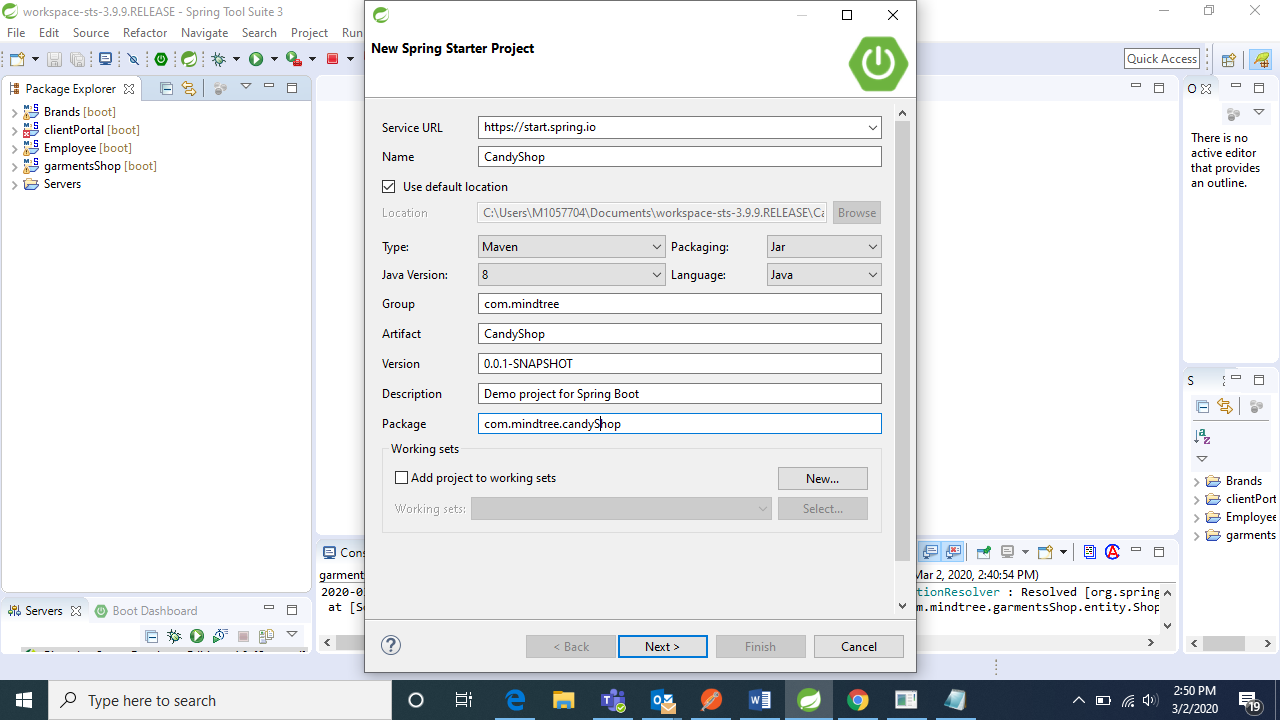 workspace-sts-3.9.9.RELEASE - Spring Tool Suite 3
File Edit Source Refactor Navigate Search Project Run
Quick Access
Package Explorer
Brands [boot]
clientPortal [boot]
Employee [boot]
garmentsShop [boot]
Servers
New Spring Starter Project
Service URL https://start.spring.io
Name CandyShop
Use default location
Location C:\Users\M1057704\Documents\workspace-sts-3.9.9.RELEASE\Ca Browse
Type: Maven Packaging: Jar
Java Version: 8 Language: Java
Group com.mindtree
Artifact CandyShop
Version 0.0.1-SNAPSHOT
Description Demo project for Spring Boot
Package com.mindtree.candyShop
Working sets
Add project to working sets New...
Working sets: Select...
< Back Next > Finish Cancel
O
There is no
active editor
that provides
an outline.
S
Brands
clientPort
Employee
garments
Cons
garment
2020-0
at [S
Mar 2, 2020, 2:40:54 PM)
tionResolver : Resolved [org.spring
m.mindtree.garmentsShop.entity.Shop
Servers Boot Dashboard
Type here to search
2:50 PM
3/2/2020
19